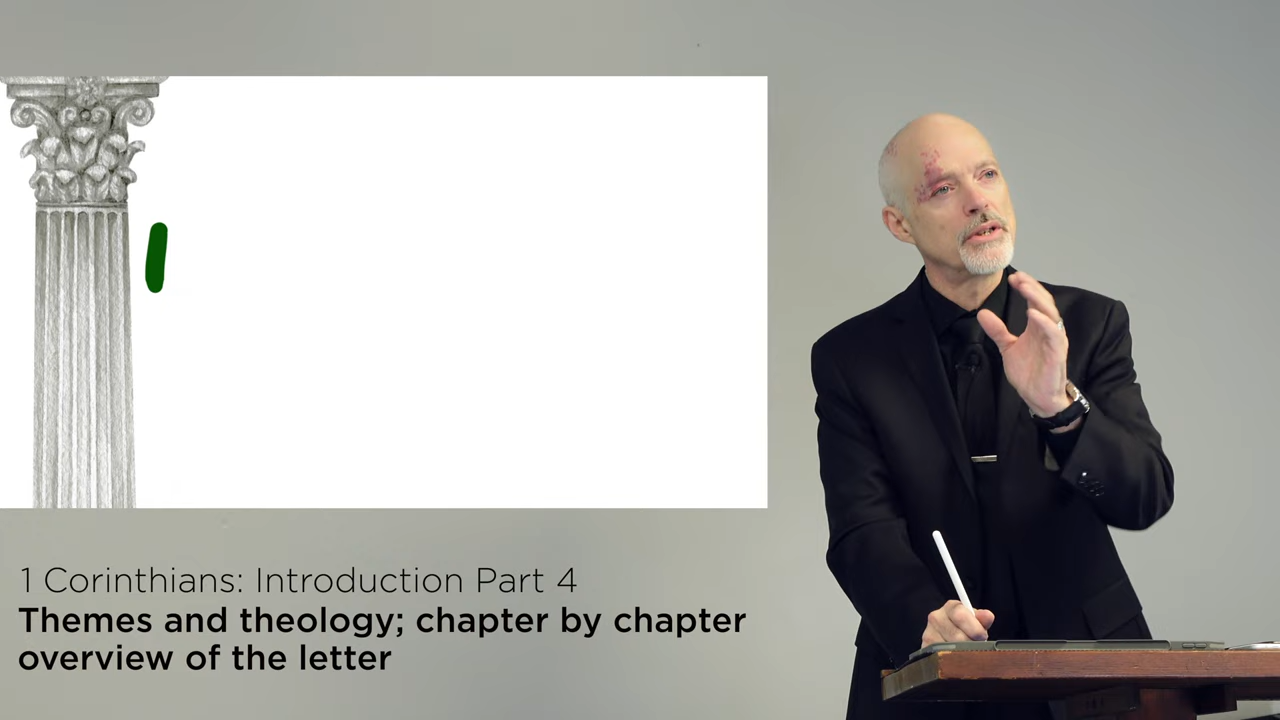 1 Corinthians: Introduction Part 4
Themes and theology; chapter by chapter
overview of the letter